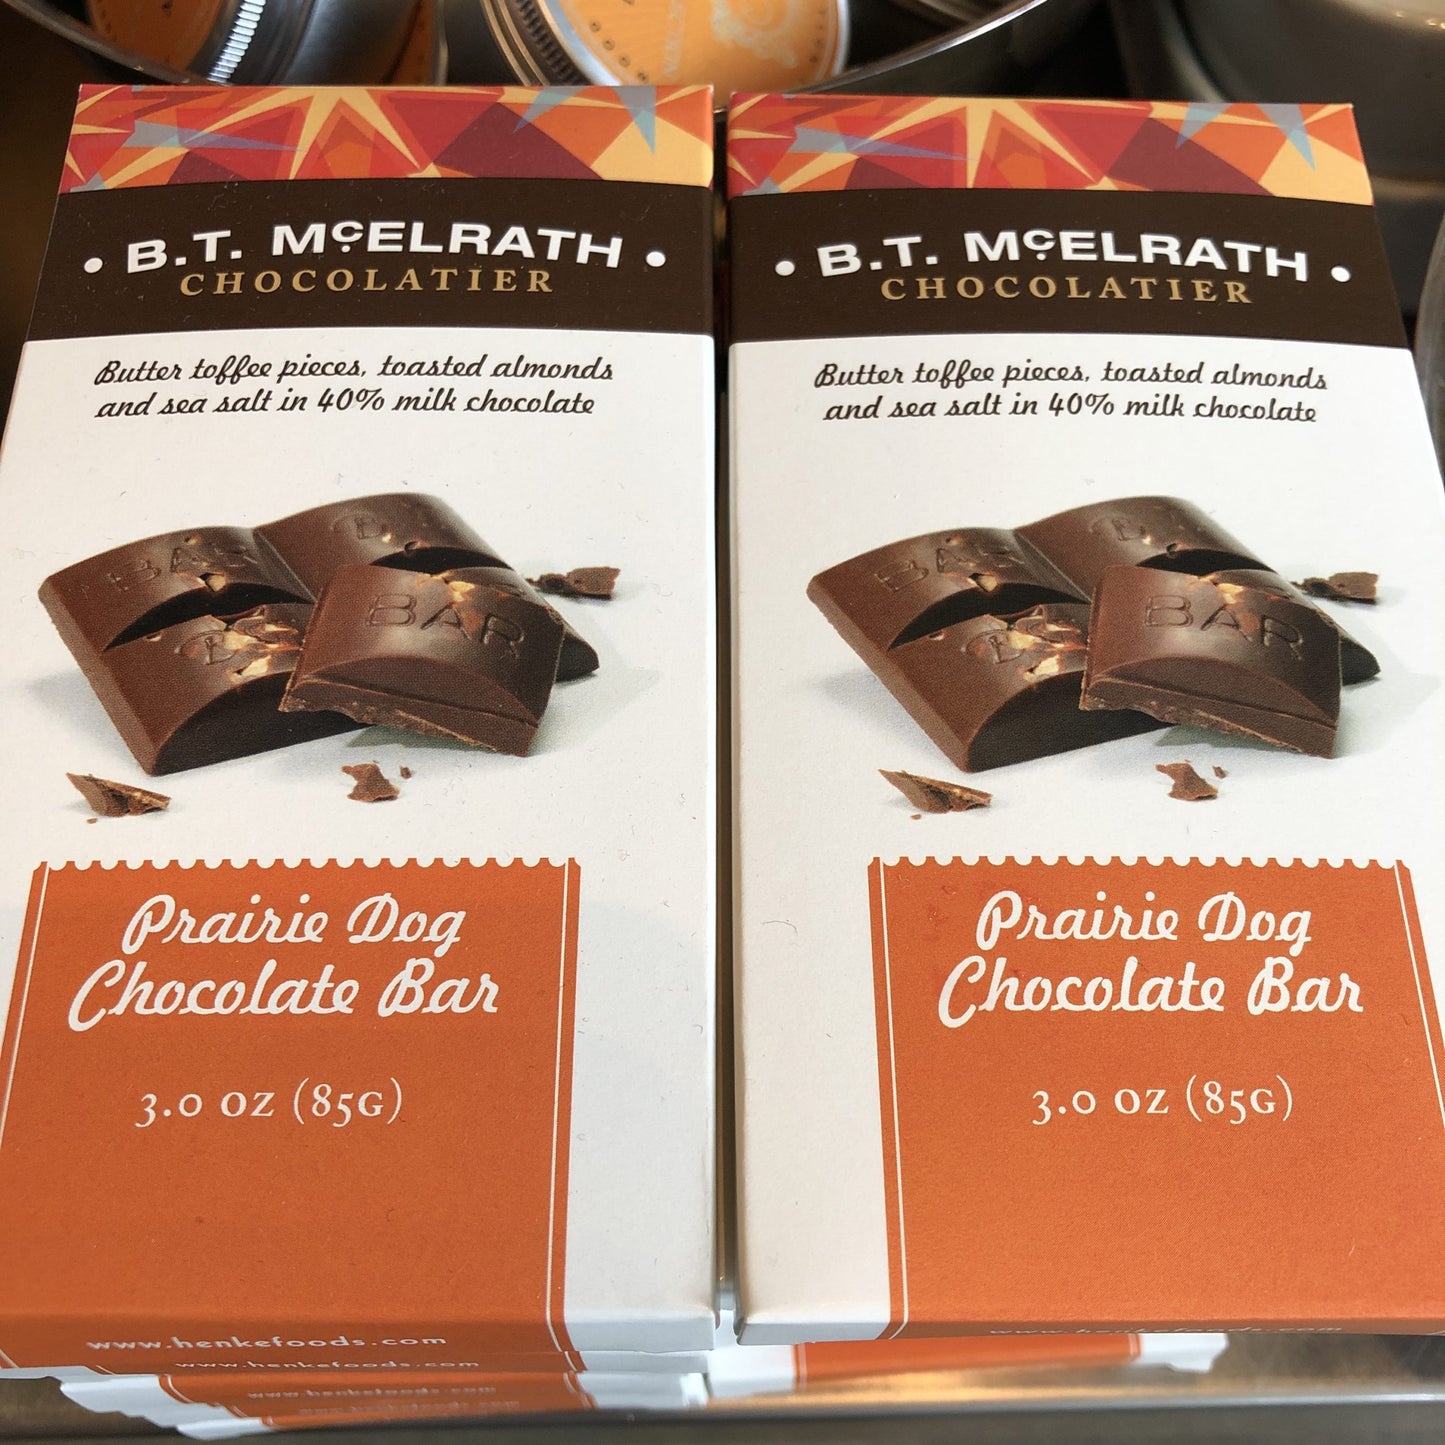 • B.T. McELRATH •
CHOCOLATIER
Butter toffee pieces, toasted almonds
and sea salt in 40% milk chocolate
BAR
B
B
BAR
Prairie Dog
Chocolate Bar
3.0 OZ (85G)
www.henkefoods.com
www.henkefoods.com
www.henkefoods.com
• B.T. McELRATH •
CHOCOLATIER
Butter toffee pieces, toasted almonds
and sea salt in 40% milk chocolate
BAR
B
B
BAR
Prairie Dog
Chocolate Bar
3.0 OZ (85G)